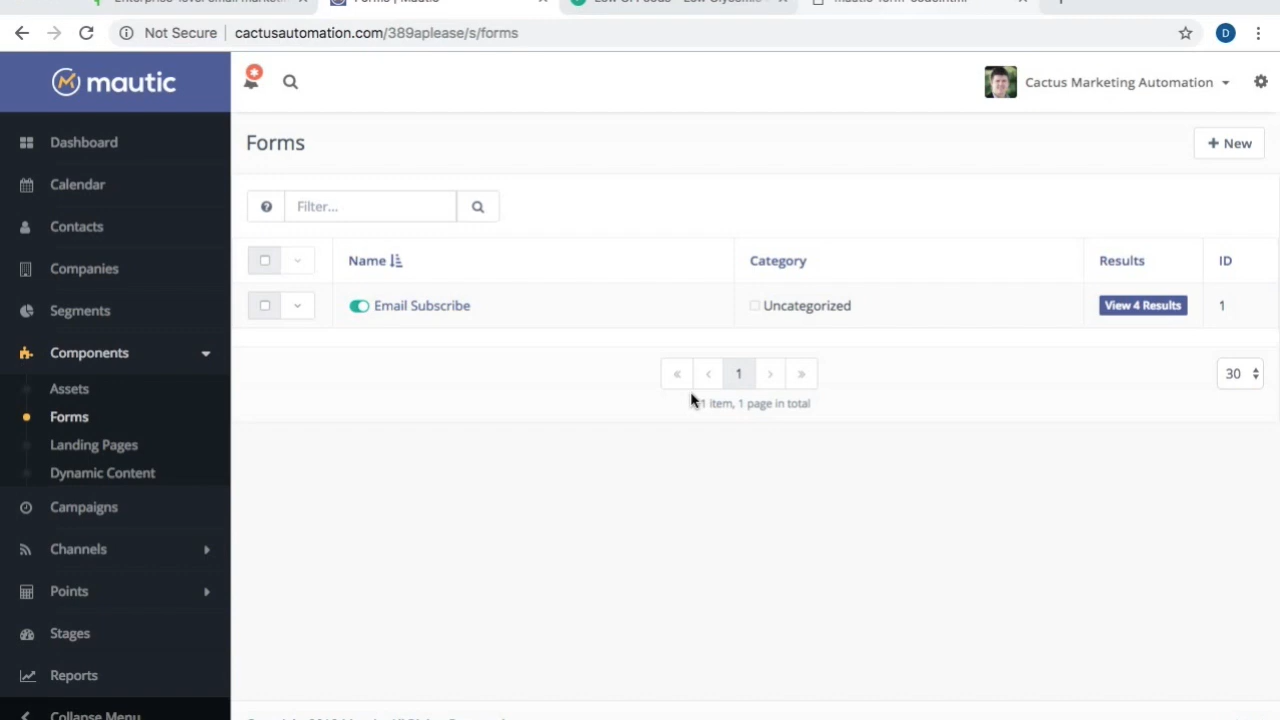 Forms | Mautic
Not Secure | cactusautomation.com/389aplease/s/forms
D
mautic
Cactus Marketing Automation
Dashboard
Calendar
Contacts
Companies
Segments
Components
Assets
Forms
Landing Pages
Dynamic Content
Campaigns
Channels
Points
Stages
Reports
Collapse Menu
Forms
+ New
Filter...
Name
Category
Results
ID
Email Subscribe
Uncategorized
View 4 Results
1
« ‹ 1 › »
30
1 item, 1 page in total